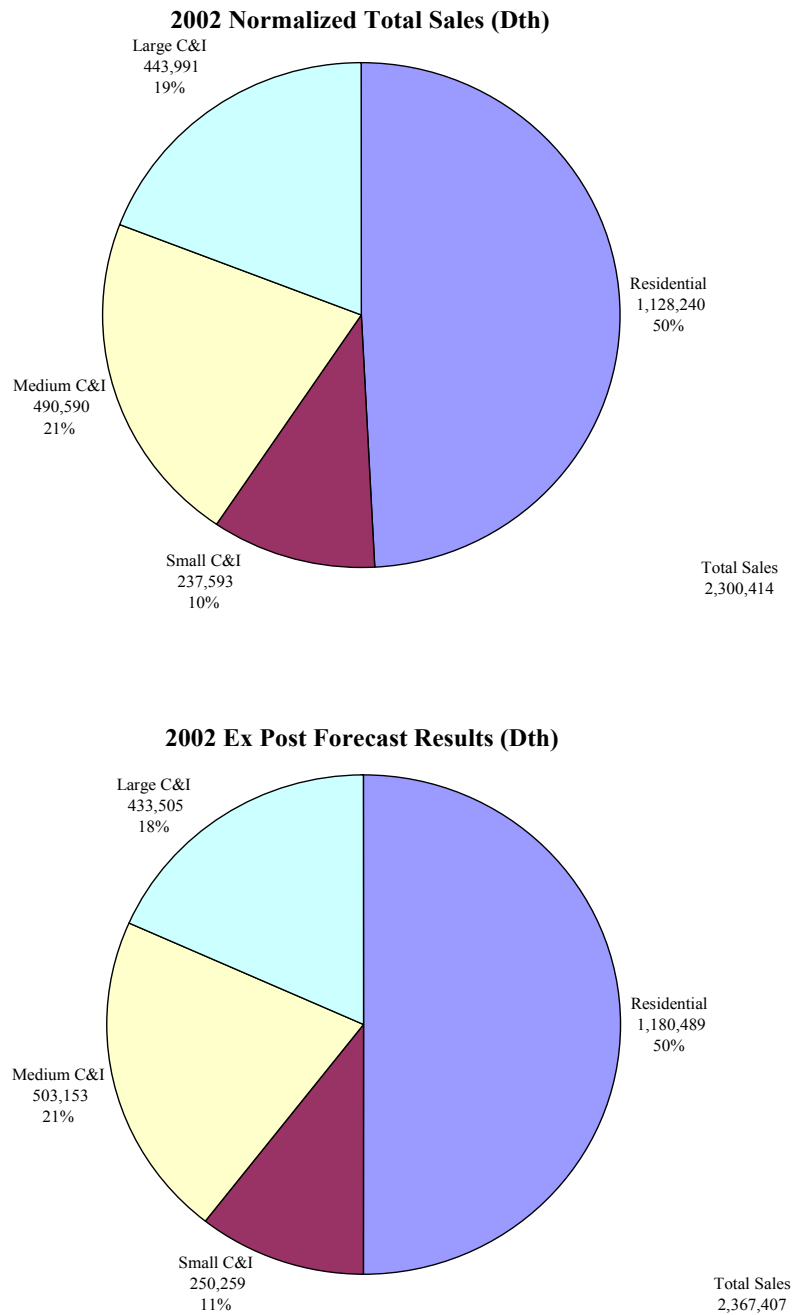 2002 Normalized Total Sales (Dth)
Large C&I
443,991
19%
Residential
1,128,240
50%
Medium C&I
490,590
21%
Small C&I
237,593
10%
Total Sales
2,300,414
2002 Ex Post Forecast Results (Dth)
Large C&I
433,505
18%
Residential
1,180,489
50%
Medium C&I
503,153
21%
Small C&I
250,259
11%
Total Sales
2,367,407